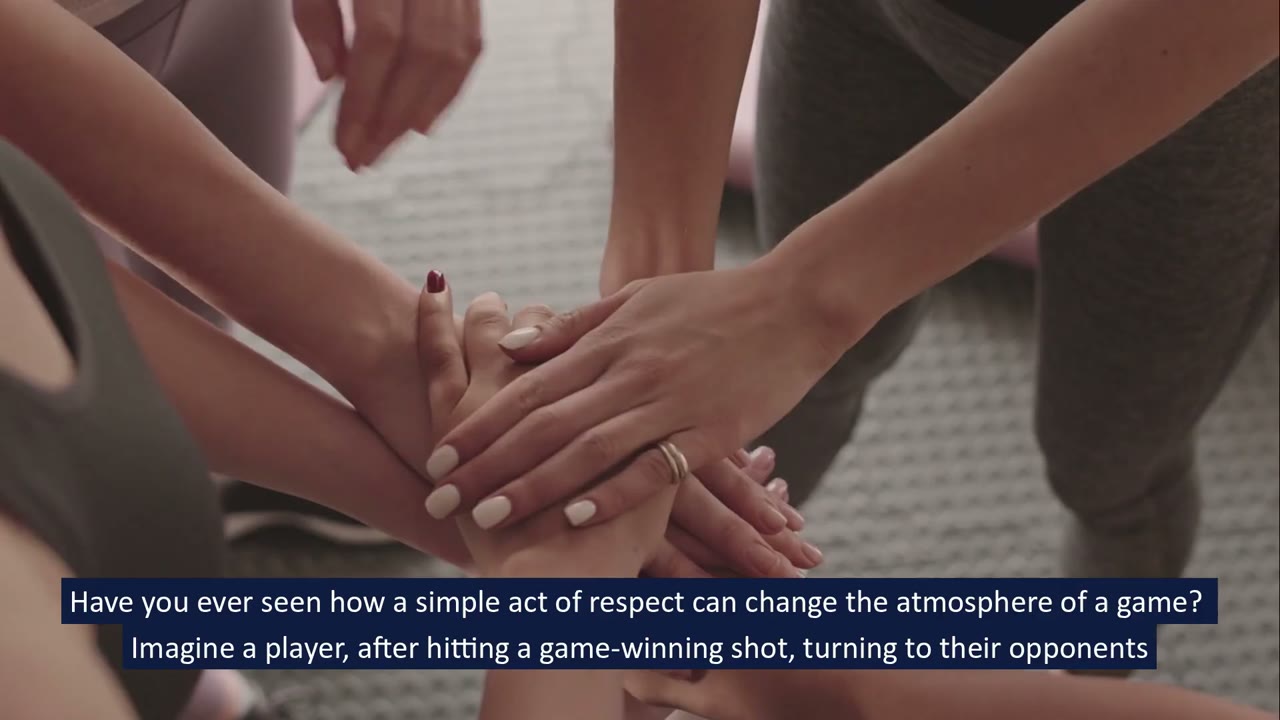 Have you ever seen how a simple act of respect can change the atmosphere of a game?
Imagine a player, after hitting a game-winning shot, turning to their opponents